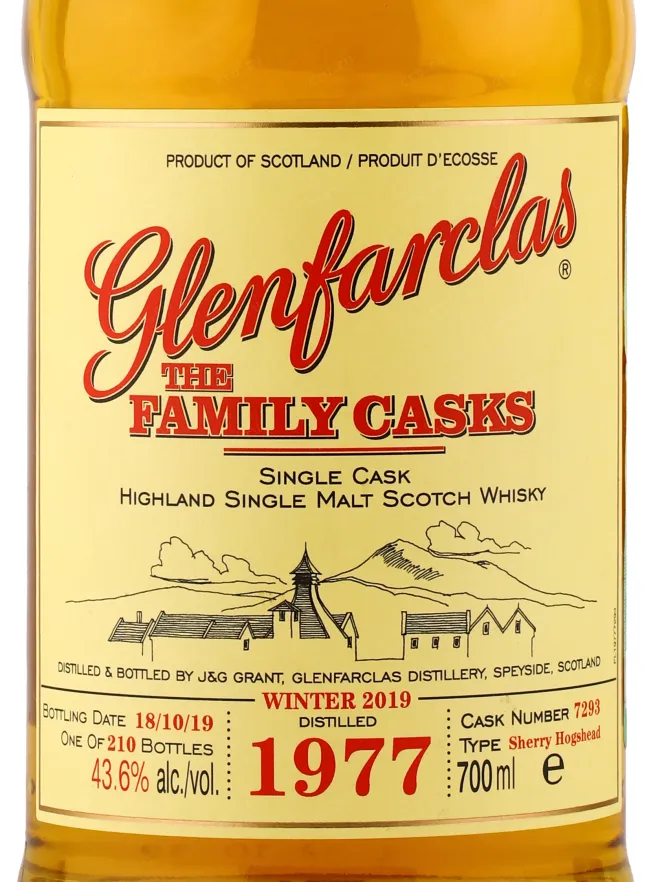 PRODUCT OF SCOTLAND / PRODUIT D'ECOSSE
Glenfarclas®
THE
FAMILY CASKS
SINGLE CASK
HIGHLAND SINGLE MALT SCOTCH WHISKY
DISTILLED & BOTTLED BY J&G GRANT, GLENFARCLAS DISTILLERY, SPEYSIDE, SCOTLAND
WINTER 2019
BOTTLING DATE 18/10/19
ONE OF 210 BOTTLES
43.6% alc./vol.
DISTILLED
1977
CASK NUMBER 7293
TYPE Sherry Hogshead
700ml e